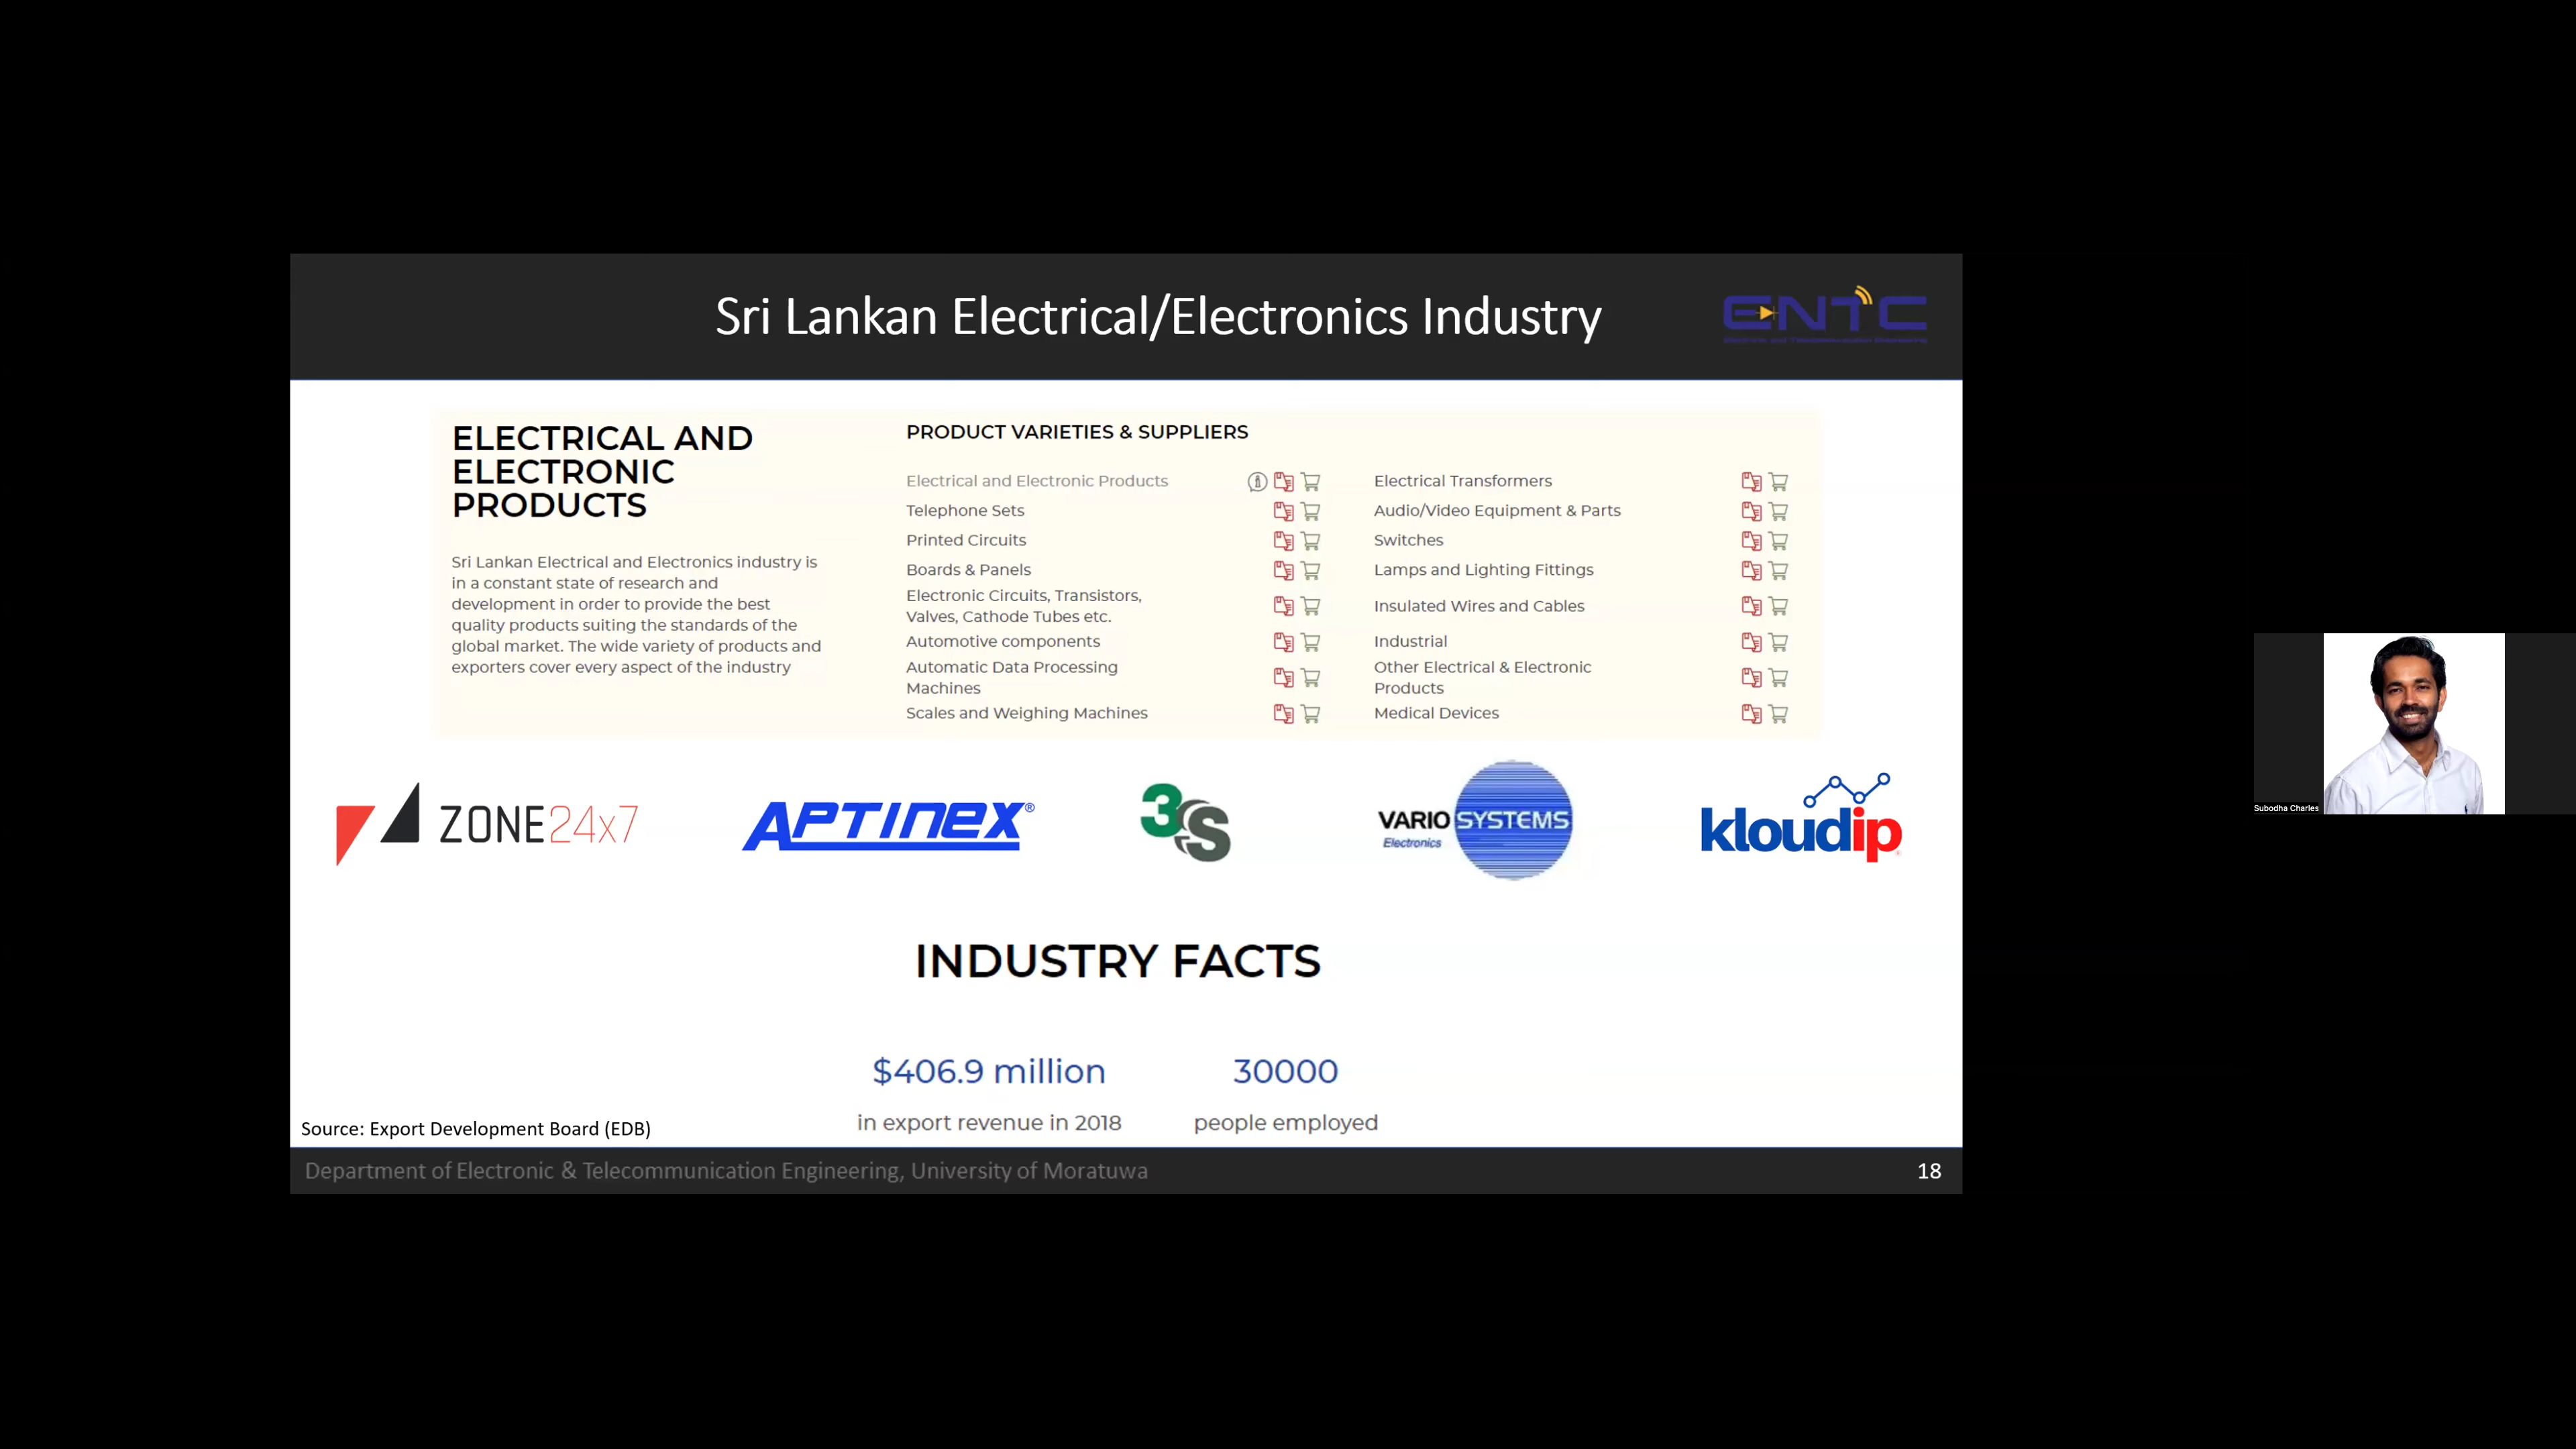 Sri Lankan Electrical/Electronics Industry
ENTC
ELECTRICAL AND
ELECTRONIC
PRODUCTS
Sri Lankan Electrical and Electronics industry is
in a constant state of research and
development in order to provide the best
quality products suiting the standards of the
global market. The wide variety of products and
exporters cover every aspect of the industry
PRODUCT VARIETIES & SUPPLIERS
Electrical and Electronic Products
Telephone Sets
Printed Circuits
Boards & Panels
Electronic Circuits, Transistors,
Valves, Cathode Tubes etc.
Automotive components
Automatic Data Processing
Machines
Scales and Weighing Machines
Electrical Transformers
Audio/Video Equipment & Parts
Switches
Lamps and Lighting Fittings
Insulated Wires and Cables
Industrial
Other Electrical & Electronic
Products
Medical Devices
ZONE24x7
APTINEX®
3S
VARIO SYSTEMS
Electronics
kloudip
INDUSTRY FACTS
$406.9 million
in export revenue in 2018
30000
people employed
Source: Export Development Board (EDB)
Department of Electronic & Telecommunication Engineering, University of Moratuwa
18
Subodha Charles